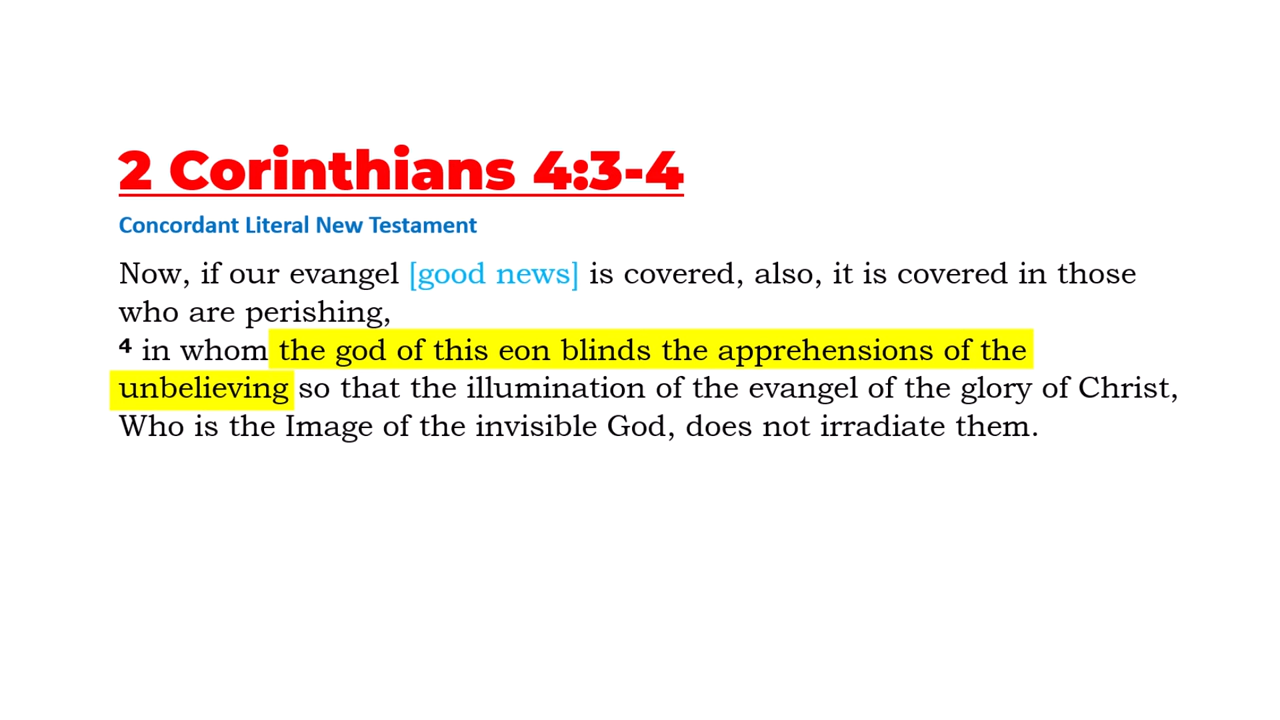 2 Corinthians 4:3-4
Concordant Literal New Testament
Now, if our evangel [good news] is covered, also, it is covered in those
who are perishing,
4 in whom the god of this eon blinds the apprehensions of the
unbelieving so that the illumination of the evangel of the glory of Christ,
Who is the Image of the invisible God, does not irradiate them.